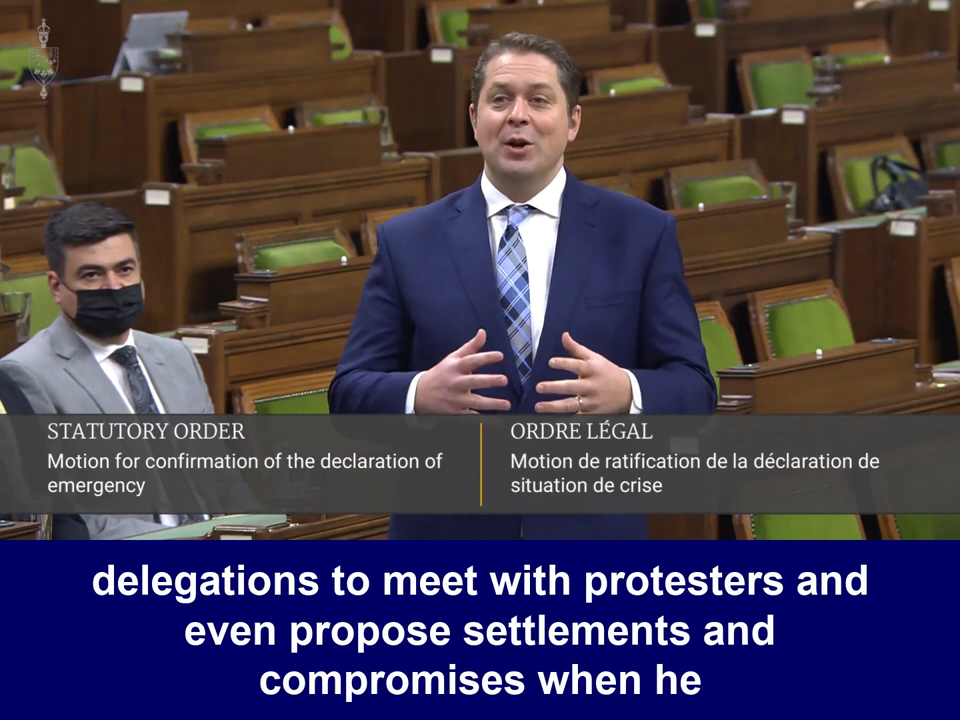 STATUTORY ORDER
Motion for confirmation of the declaration of
emergency
ORDRE LÉGAL
Motion de ratification de la déclaration de
situation de crise
delegations to meet with protesters and
even propose settlements and
compromises when he